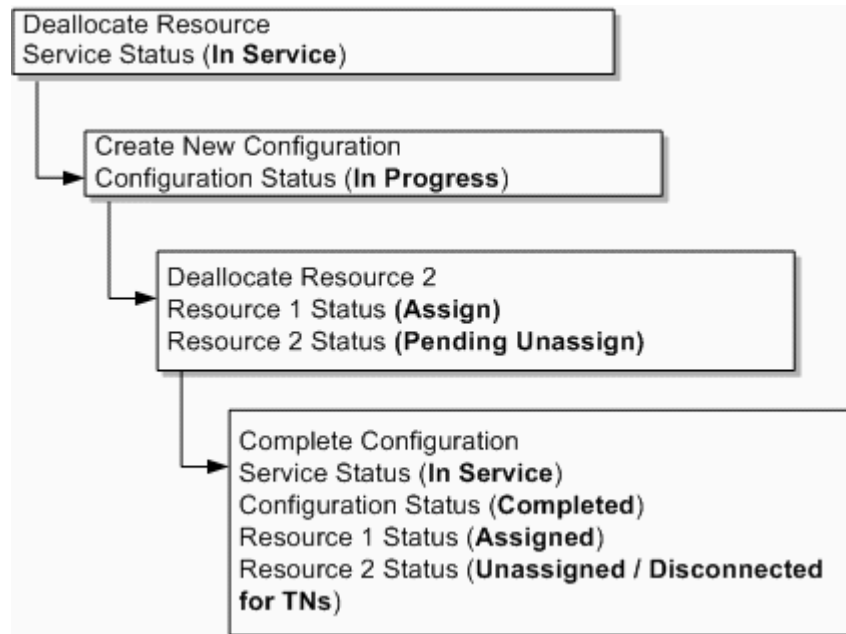 Deallocate Resource
Service Status (In Service)
Create New Configuration
Configuration Status (In Progress)
Deallocate Resource 2
Resource 1 Status (Assign)
Resource 2 Status (Pending Unassign)
Complete Configuration
Service Status (In Service)
Configuration Status (Completed)
Resource 1 Status (Assigned)
Resource 2 Status (Unassigned / Disconnected
for TNs)